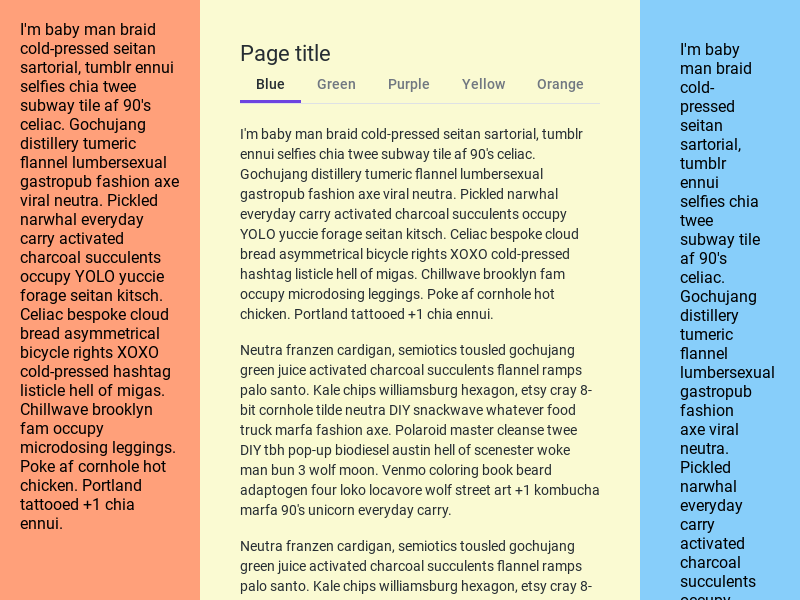 I'm baby man braid
cold-pressed seitan
sartorial, tumblr ennui
selfies chia twee
subway tile af 90's
celiac. Gochujang
distillery tumeric
flannel lumbersexual
gastropub fashion axe
viral neutra. Pickled
narwhal everyday
carry activated
charcoal succulents
occupy YOLO yuccie
forage seitan kitsch.
Celiac bespoke cloud
bread asymmetrical
bicycle rights XOXO
cold-pressed hashtag
listicle hell of migas.
Chillwave brooklyn
fam occupy
microdosing leggings.
Poke af cornhole hot
chicken. Portland
tattooed +1 chia
ennui.
Page title
Blue Green Purple Yellow Orange
I'm baby man braid cold-pressed seitan sartorial, tumblr
ennui selfies chia twee subway tile af 90's celiac.
Gochujang distillery tumeric flannel lumbersexual
gastropub fashion axe viral neutra. Pickled narwhal
everyday carry activated charcoal succulents occupy
YOLO yuccie forage seitan kitsch. Celiac bespoke cloud
bread asymmetrical bicycle rights XOXO cold-pressed
hashtag listicle hell of migas. Chillwave brooklyn fam
occupy microdosing leggings. Poke af cornhole hot
chicken. Portland tattooed +1 chia ennui.
Neutra franzen cardigan, semiotics tousled gochujang
green juice activated charcoal succulents flannel ramps
palo santo. Kale chips williamsburg hexagon, etsy cray 8-
bit cornhole tilde neutra DIY snackwave whatever food
truck marfa fashion axe. Polaroid master cleanse twee
DIY tbh pop-up biodiesel austin hell of scenester woke
man bun 3 wolf moon. Venmo coloring book beard
adaptogen four loko locavore wolf street art +1 kombucha
marfa 90's unicorn everyday carry.
Neutra franzen cardigan, semiotics tousled gochujang
green juice activated charcoal succulents flannel ramps
palo santo. Kale chips williamsburg hexagon, etsy cray 8-
I'm baby
man braid
cold-
pressed
seitan
sartorial,
tumblr
ennui
selfies chia
twee
subway tile
af 90's
celiac.
Gochujang
distillery
tumeric
flannel
lumbersexual
gastropub
fashion
axe viral
neutra.
Pickled
narwhal
everyday
carry
activated
charcoal
succulents
occupy